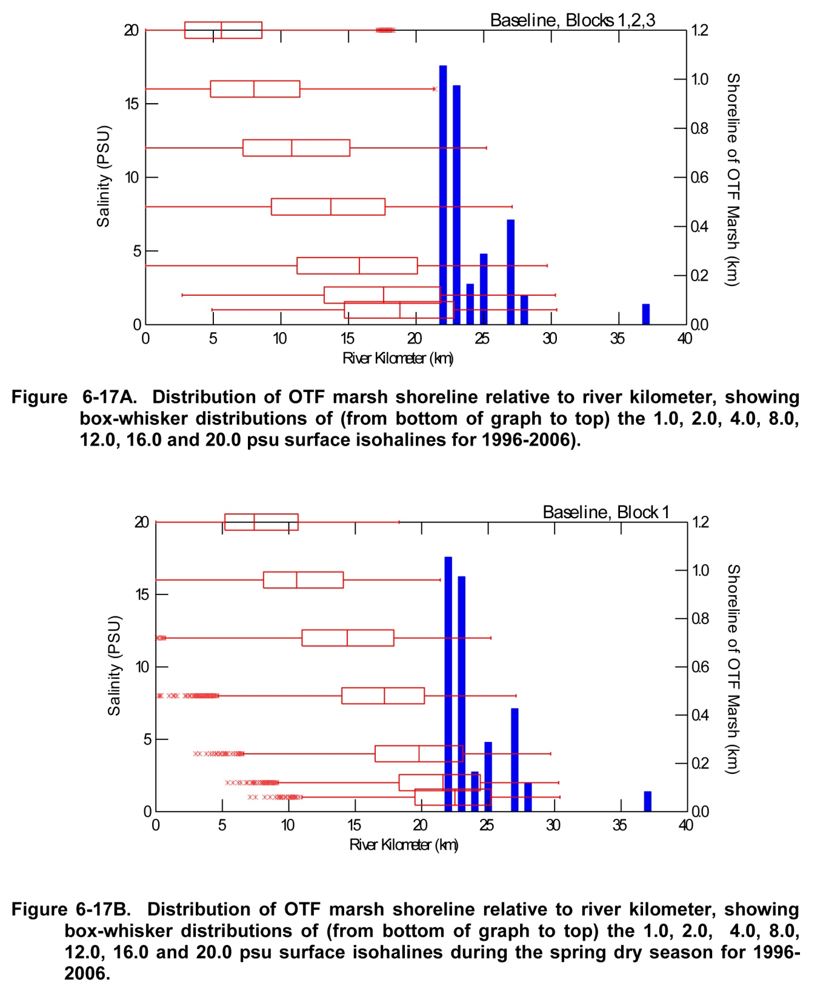 Baseline, Blocks 1,2,3
20
15
10
5
0
Salinity (PSU)
1.2
1.0
0.8
0.6
0.4
0.2
0.0
Shoreline of OTF Marsh (km)
0 5 10 15 20 25 30 35 40
River Kilometer (km)
Figure 6-17A. Distribution of OTF marsh shoreline relative to river kilometer, showing
box-whisker distributions of (from bottom of graph to top) the 1.0, 2.0, 4.0, 8.0,
12.0, 16.0 and 20.0 psu surface isohalines for 1996-2006).
Baseline, Block 1
20
15
10
5
0
Salinity (PSU)
1.2
1.0
0.8
0.6
0.4
0.2
0.0
Shoreline of OTF Marsh (km)
0 5 10 15 20 25 30 35 40
River Kilometer (km)
Figure 6-17B. Distribution of OTF marsh shoreline relative to river kilometer, showing
box-whisker distributions of (from bottom of graph to top) the 1.0, 2.0, 4.0, 8.0,
12.0, 16.0 and 20.0 psu surface isohalines during the spring dry season for 1996-
2006.